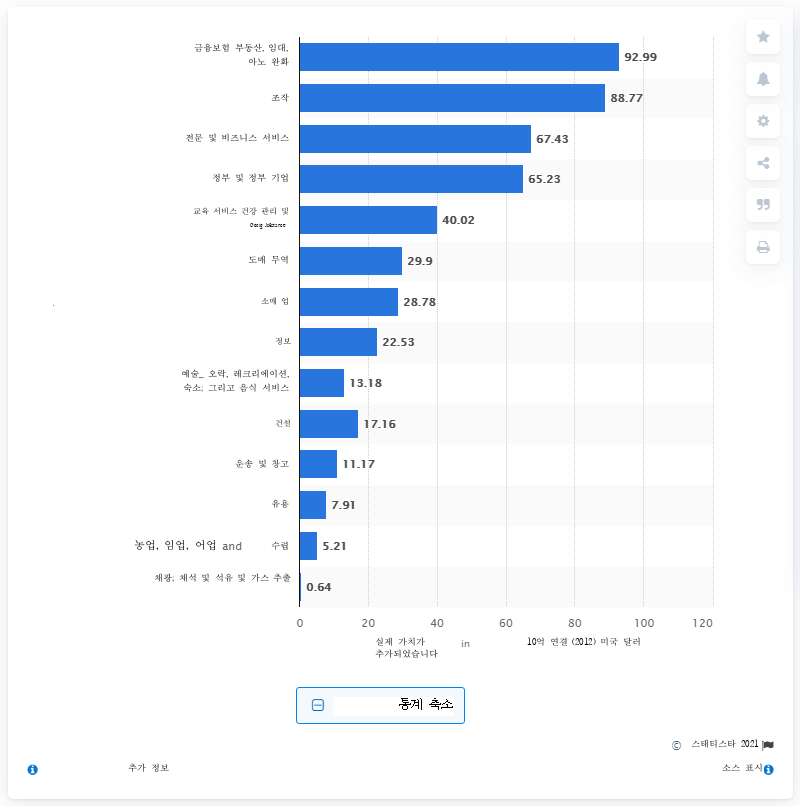 금융보험 부동산, 임대,
아노 완화
92.99
조작
88.77
전문 및 비즈니스 서비스
67.43
정부 및 정부 기업
65.23
교육 서비스 건강 관리 및
40.02
도매 무역
29.9
소매 업
28.78
정보
22.53
예술_ 오락, 레크리에이션,
숙소; 그리고 음식 서비스
13.18
건설
17.16
운송 및 창고
11.17
유용
7.91
농업, 임업, 어업 and 수렵
5.21
채광; 채석 및 석유 및 가스 추출
0.64
0 20 40 60 80 100 120
실제 가치가 in 10억 연결 (2012) 미국 달러
추가되었습니다
통계 축소
© 스태티스타 2021
추가 정보 소스 표시